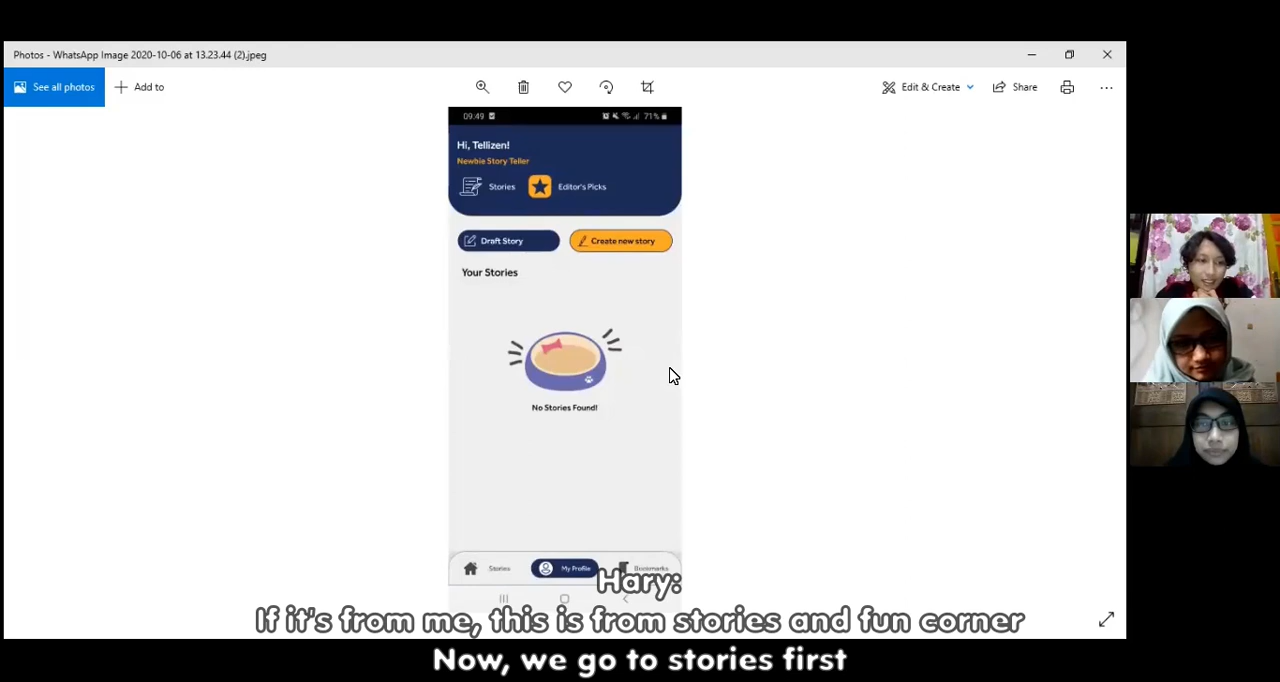 Photos - WhatsApp Image 2020-10-06 at 13.23.44 (2).jpeg
See all photos
Add to
Edit & Create
Share
09:49
71%
Hi, Tellizen!
Newbie Story Teller
Stories
Editor's Picks
Draft Story
Create new story
Your Stories
No Stories Found!
Stories
My Profile
Bookmarks
Hary:
If it's from me, this is from stories and fun corner
Now, we go to stories first